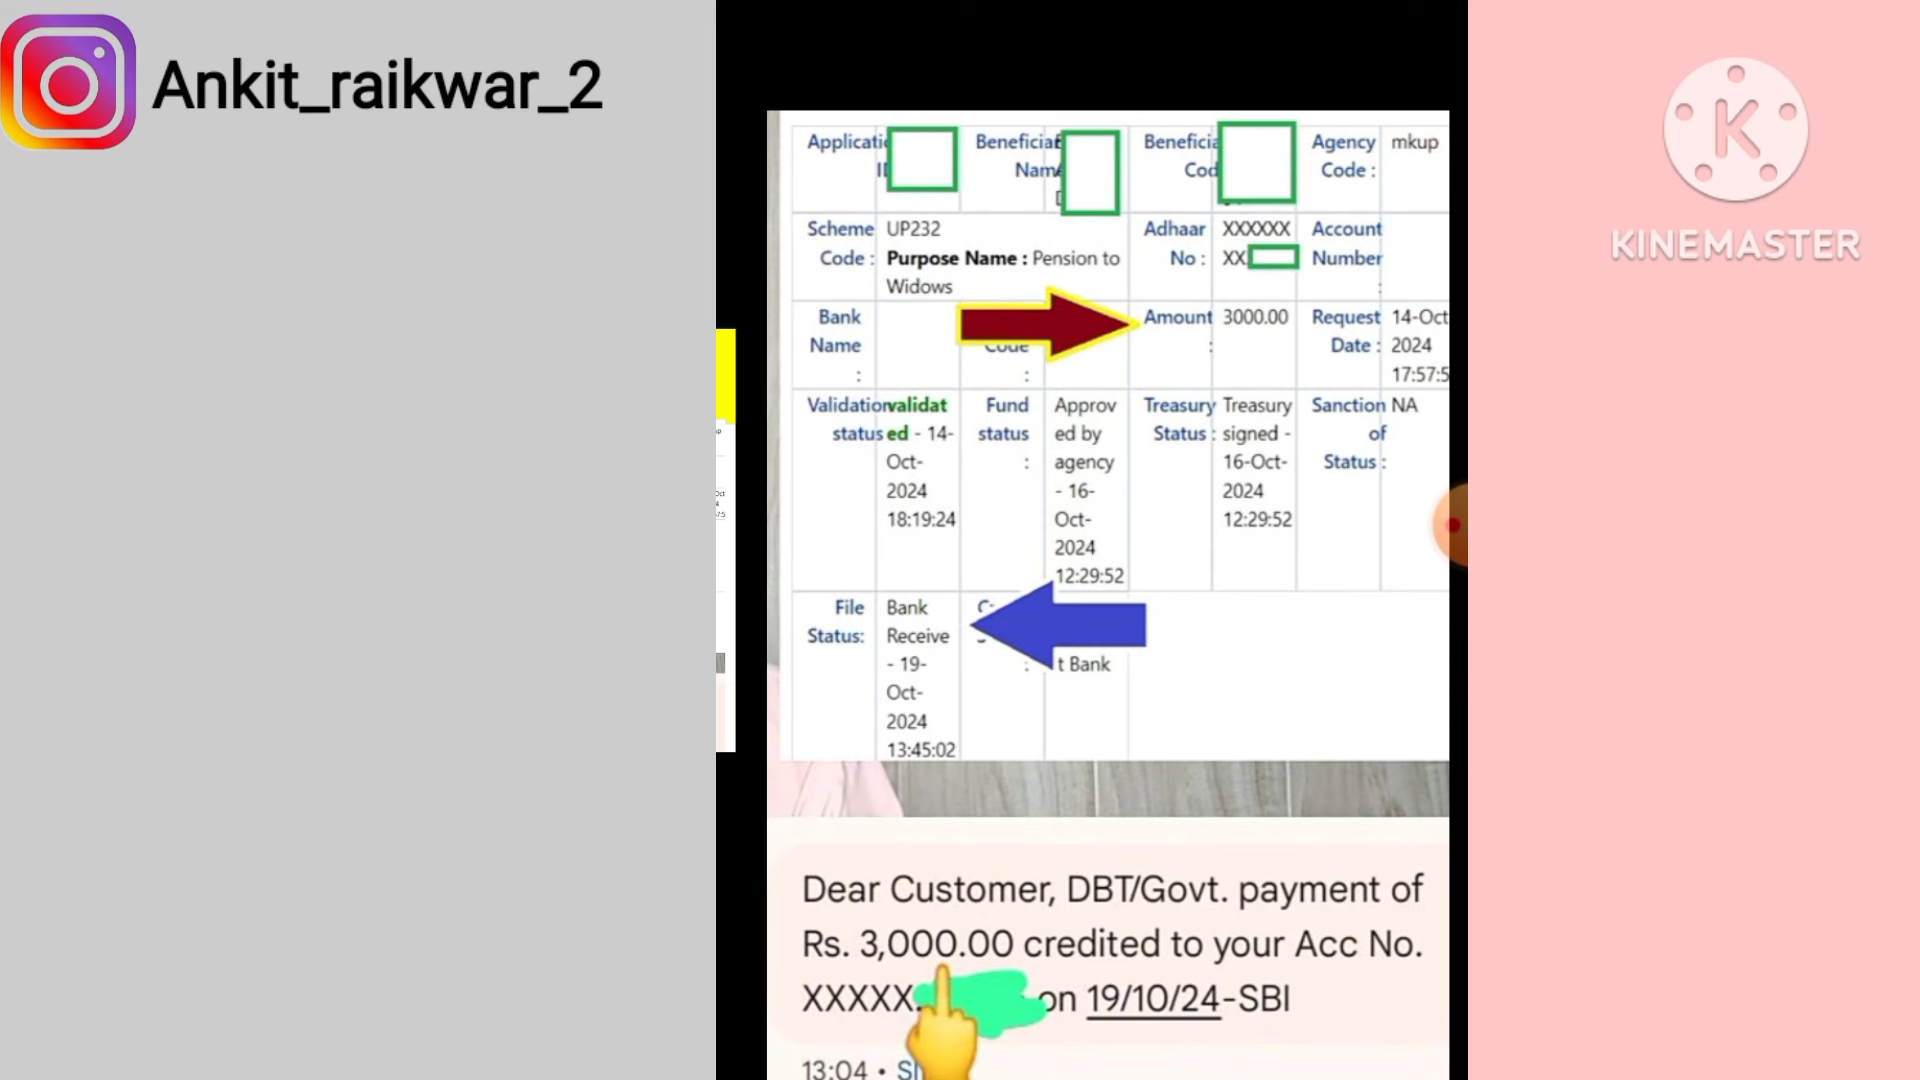 Ankit_raikwar_2
KINEMASTER
Agency Code : mkup
Scheme Code : UP232
Purpose Name : Pension to Widows
Adhaar No : XXXXXX XX
Account Number :
Bank Name :
Amount : 3000.00
Request Date : 14-Oct 2024 17:57:5
Validation status validated - 14-Oct-2024 18:19:24
Fund status : Approved by agency - 16-Oct-2024 12:29:52
Treasury Status : Treasury signed - 16-Oct-2024 12:29:52
Sanction of Status : NA
File Status: Bank Receive - 19-Oct-2024 13:45:02
t Bank
Dear Customer, DBT/Govt. payment of
Rs. 3,000.00 credited to your Acc No.
XXXXX on 19/10/24-SBI
13:04 •